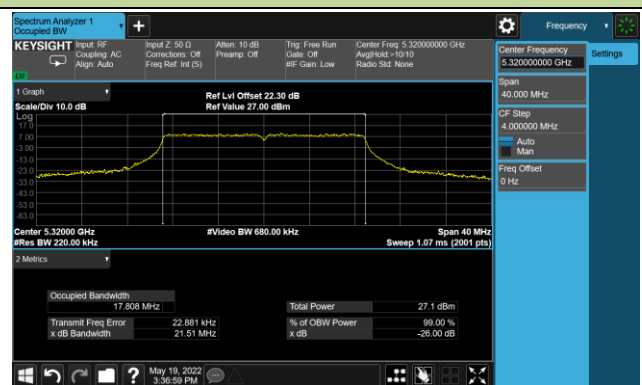 Spectrum Analyzer 1
Occupied BW
Frequency
KEYSIGHT
Input: RF
Coupling: AC
Align: Auto
Input Z: 50 Ω
Corrections: Off
Freq Ref: Int (S)
Atten: 10 dB
Preamp: Off
Trig: Free Run
Gate: Off
#IF Gain: Low
Center Freq: 5.320000000 GHz
Avg|Hold:>10/10
Radio Std: None
LW
Center Frequency
5.320000000 GHz
Settings
Span
40.000 MHz
CF Step
4.000000 MHz
Auto
Man
Freq Offset
0 Hz
1 Graph
Scale/Div 10.0 dB
Ref Lvl Offset 22.30 dB
Ref Value 27.00 dBm
Log
17.0
7.00
-3.00
-13.0
-23.0
-33.0
-43.0
-53.0
-63.0
Center 5.32000 GHz
#Res BW 220.00 kHz
#Video BW 680.00 kHz
Span 40 MHz
Sweep 1.07 ms (2001 pts)
2 Metrics
Occupied Bandwidth
17.808 MHz
Total Power
27.1 dBm
Transmit Freq Error
22.881 kHz
% of OBW Power
99.00 %
x dB Bandwidth
21.51 MHz
x dB
-26.00 dB
?
May 19, 2022
3:36:59 PM